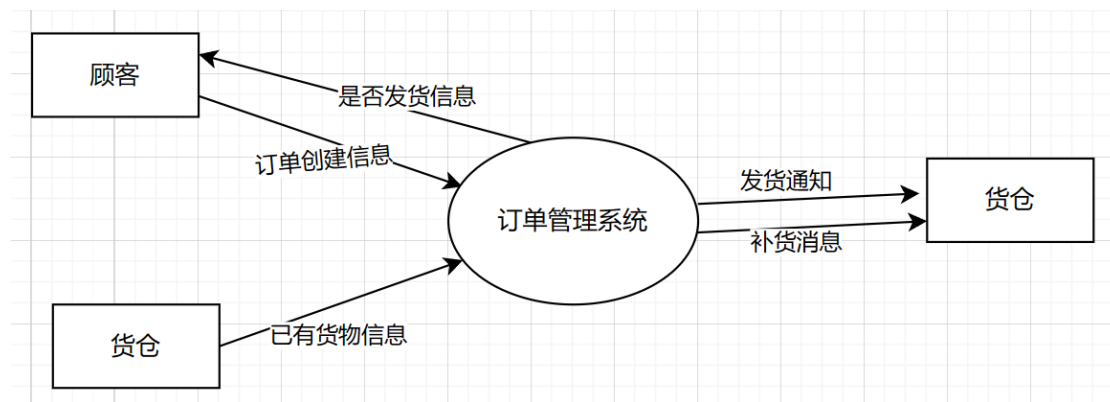 顾客
是否发货信息
订单创建信息
发货通知
货仓
订单管理系统
补货消息
已有货物信息
货仓